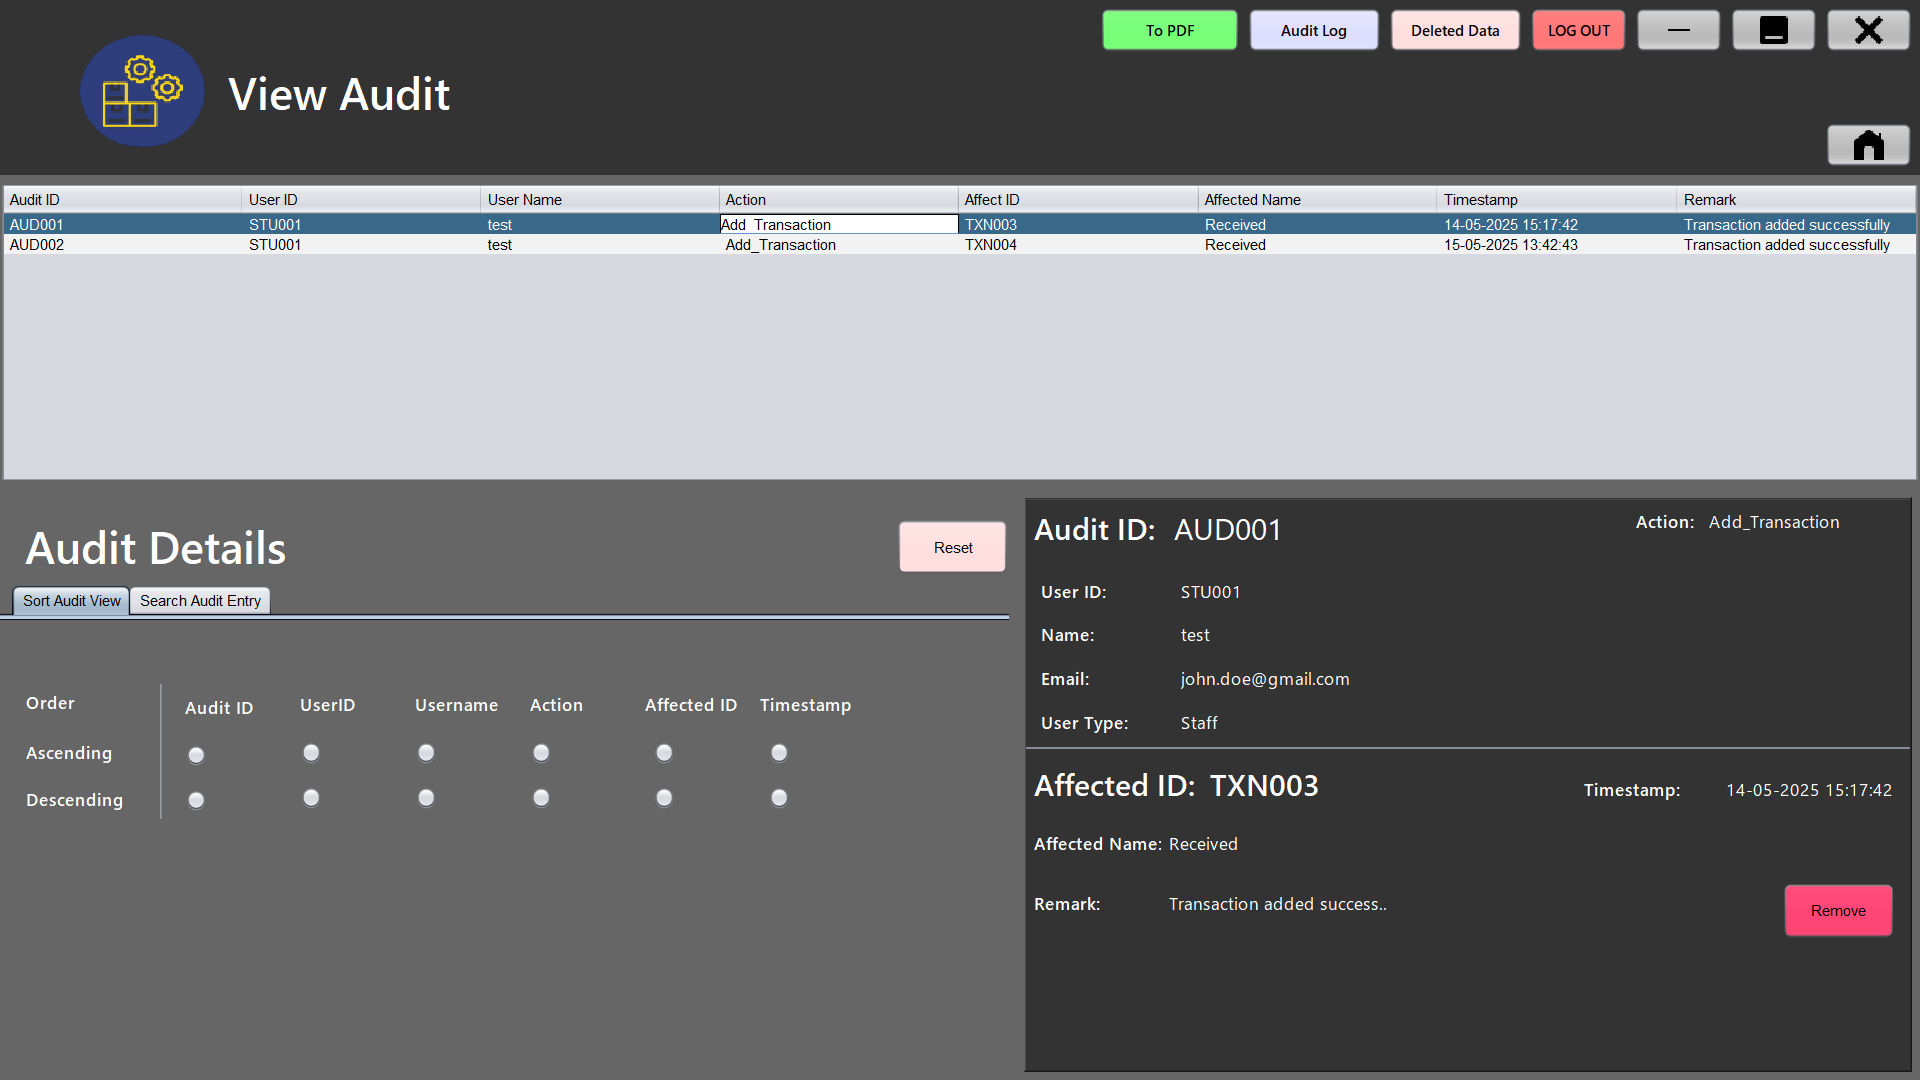 To PDF Audit Log Deleted Data LOG OUT
View Audit
Audit ID User ID User Name Action Affect ID Affected Name Timestamp Remark
AUD001 STU001 test Add_Transaction TXN003 Received 14-05-2025 15:17:42 Transaction added successfully
AUD002 STU001 test Add_Transaction TXN004 Received 15-05-2025 13:42:43 Transaction added successfully
Audit Details
Reset
Sort Audit View Search Audit Entry
Order Audit ID UserID Username Action Affected ID Timestamp
Ascending
Descending
Audit ID: AUD001 Action: Add_Transaction
User ID: STU001
Name: test
Email: john.doe@gmail.com
User Type: Staff
Affected ID: TXN003 Timestamp: 14-05-2025 15:17:42
Affected Name: Received
Remark: Transaction added success..
Remove